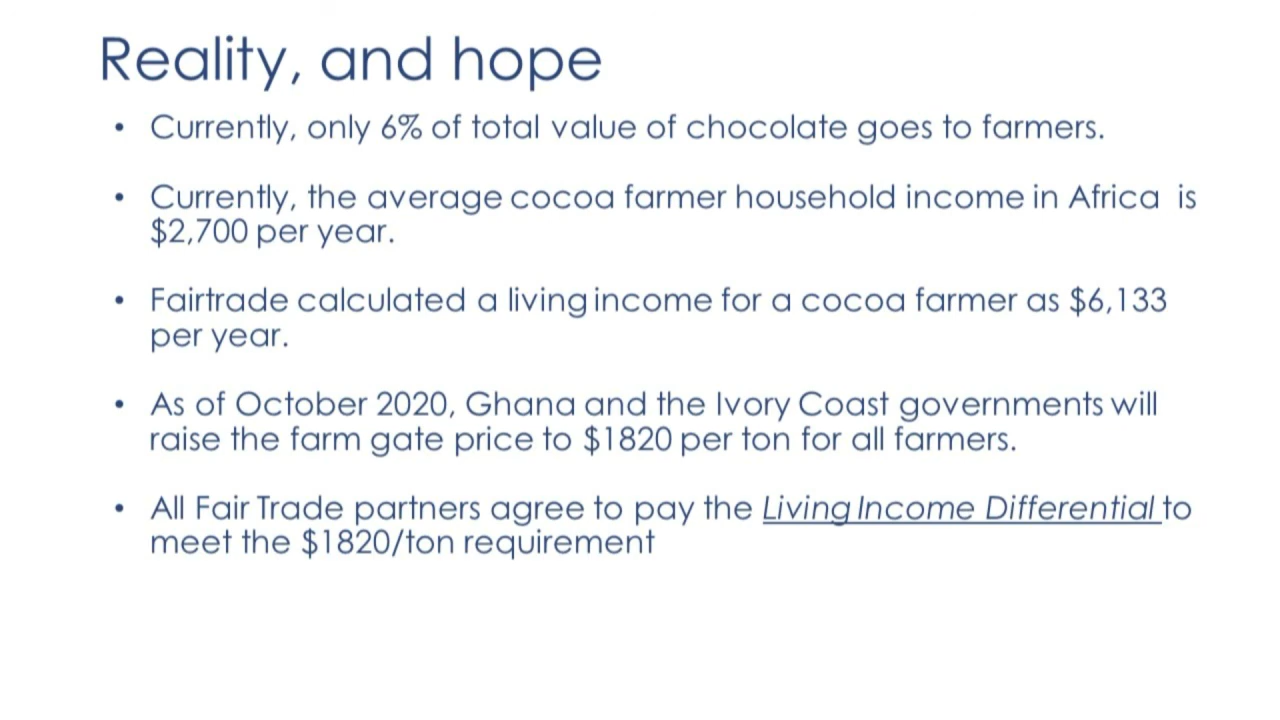 Reality, and hope
• Currently, only 6% of total value of chocolate goes to farmers.
• Currently, the average cocoa farmer household income in Africa  is
$2,700 per year.
• Fairtrade calculated a living income for a cocoa farmer as $6,133
per year.
• As of October 2020, Ghana and the Ivory Coast governments will
raise the farm gate price to $1820 per ton for all farmers.
• All Fair Trade partners agree to pay the Living Income Differential to
meet the $1820/ton requirement